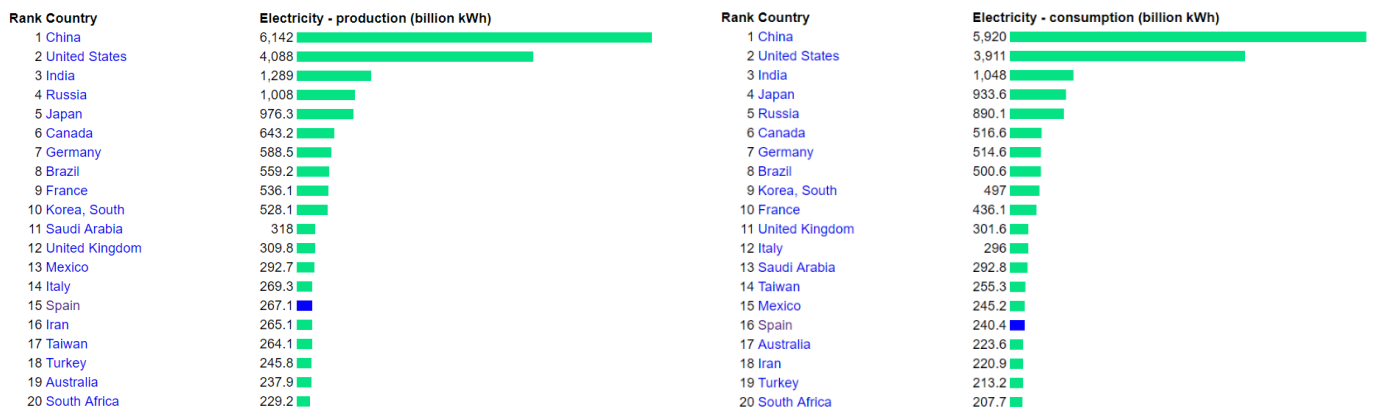 Rank Country Electricity - production (billion kWh)
1 China 6,142
2 United States 4,088
3 India 1,289
4 Russia 1,008
5 Japan 976.3
6 Canada 643.2
7 Germany 588.5
8 Brazil 559.2
9 France 536.1
10 Korea, South 528.1
11 Saudi Arabia 318
12 United Kingdom 309.8
13 Mexico 292.7
14 Italy 269.3
15 Spain 267.1
16 Iran 265.1
17 Taiwan 264.1
18 Turkey 245.8
19 Australia 237.9
20 South Africa 229.2
Rank Country Electricity - consumption (billion kWh)
1 China 5,920
2 United States 3,911
3 India 1,048
4 Japan 933.6
5 Russia 890.1
6 Canada 516.6
7 Germany 514.6
8 Brazil 500.6
9 Korea, South 497
10 France 436.1
11 United Kingdom 301.6
12 Italy 296
13 Saudi Arabia 292.8
14 Taiwan 255.3
15 Mexico 245.2
16 Spain 240.4
17 Australia 223.6
18 Iran 220.9
19 Turkey 213.2
20 South Africa 207.7